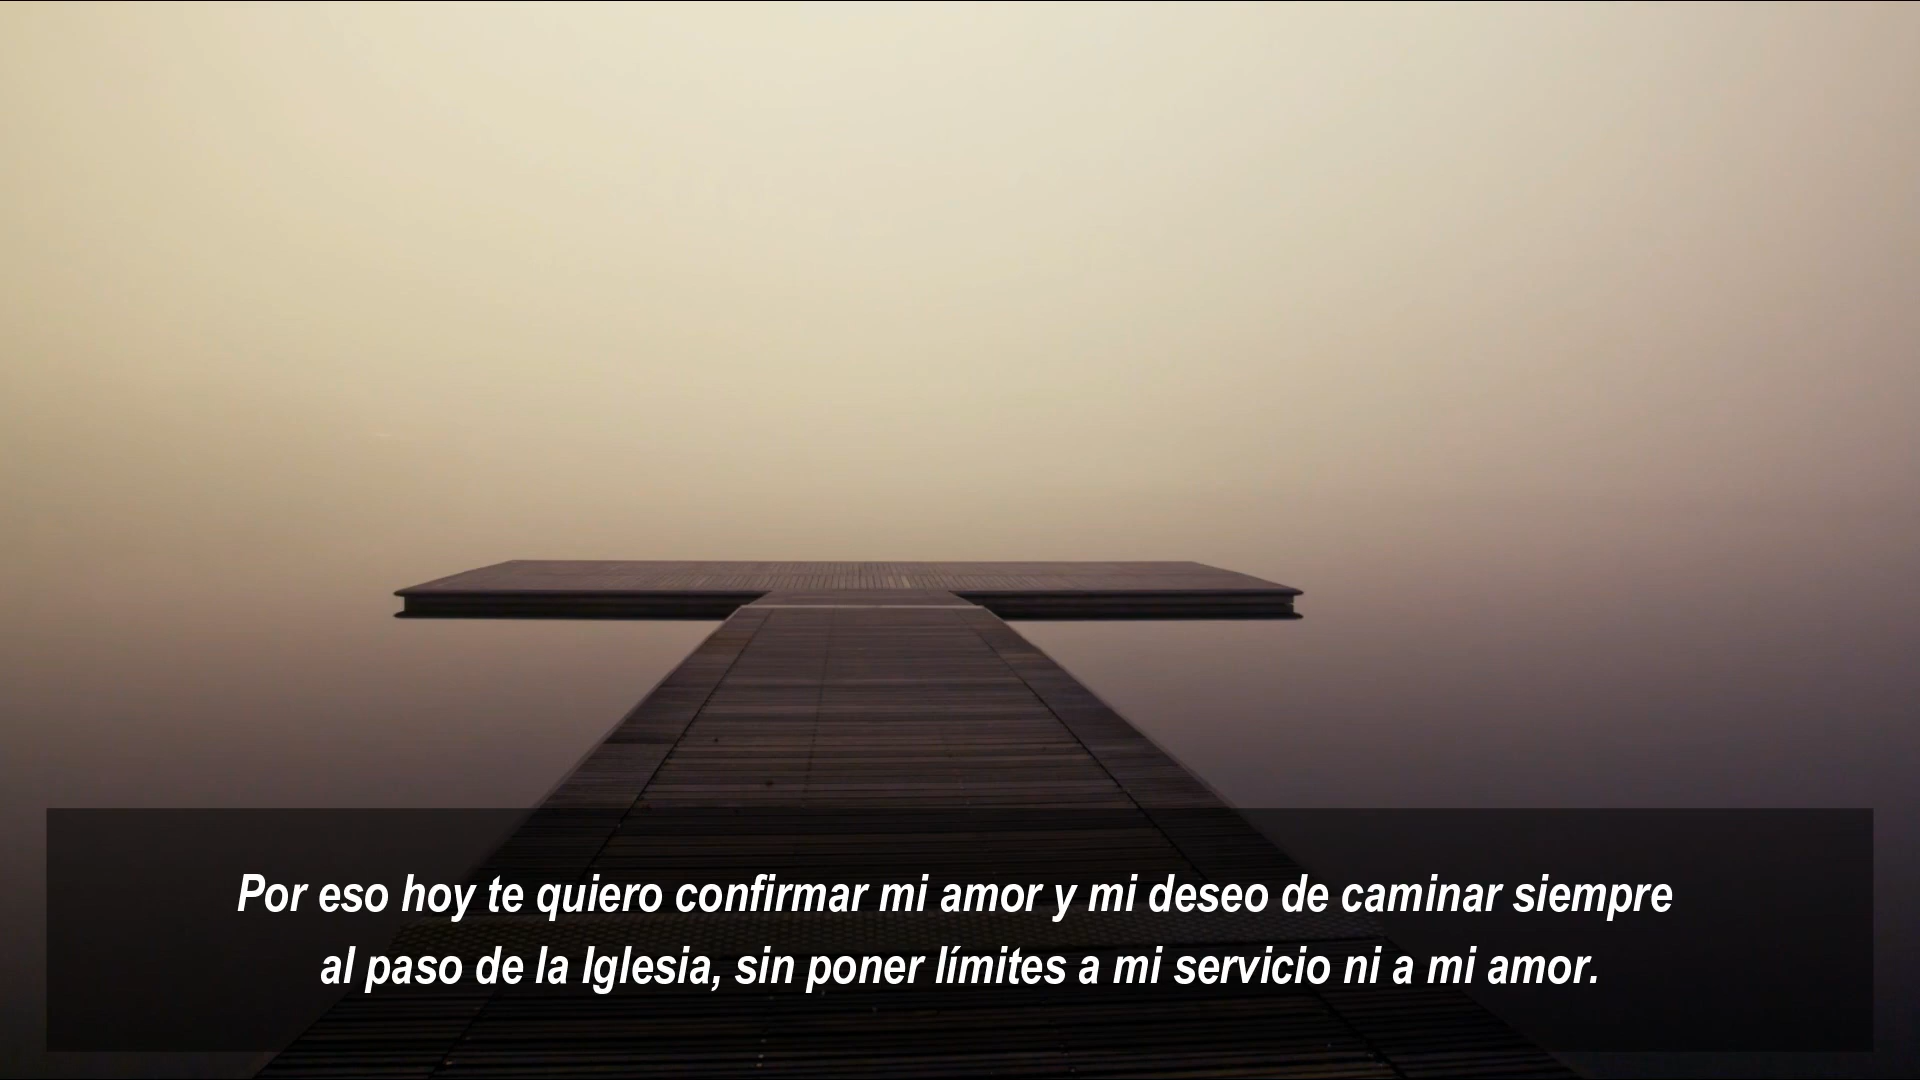 Por eso hoy te quiero confirmar mi amor y mi deseo de caminar siempre
al paso de la Iglesia, sin poner límites a mi servicio ni a mi amor.